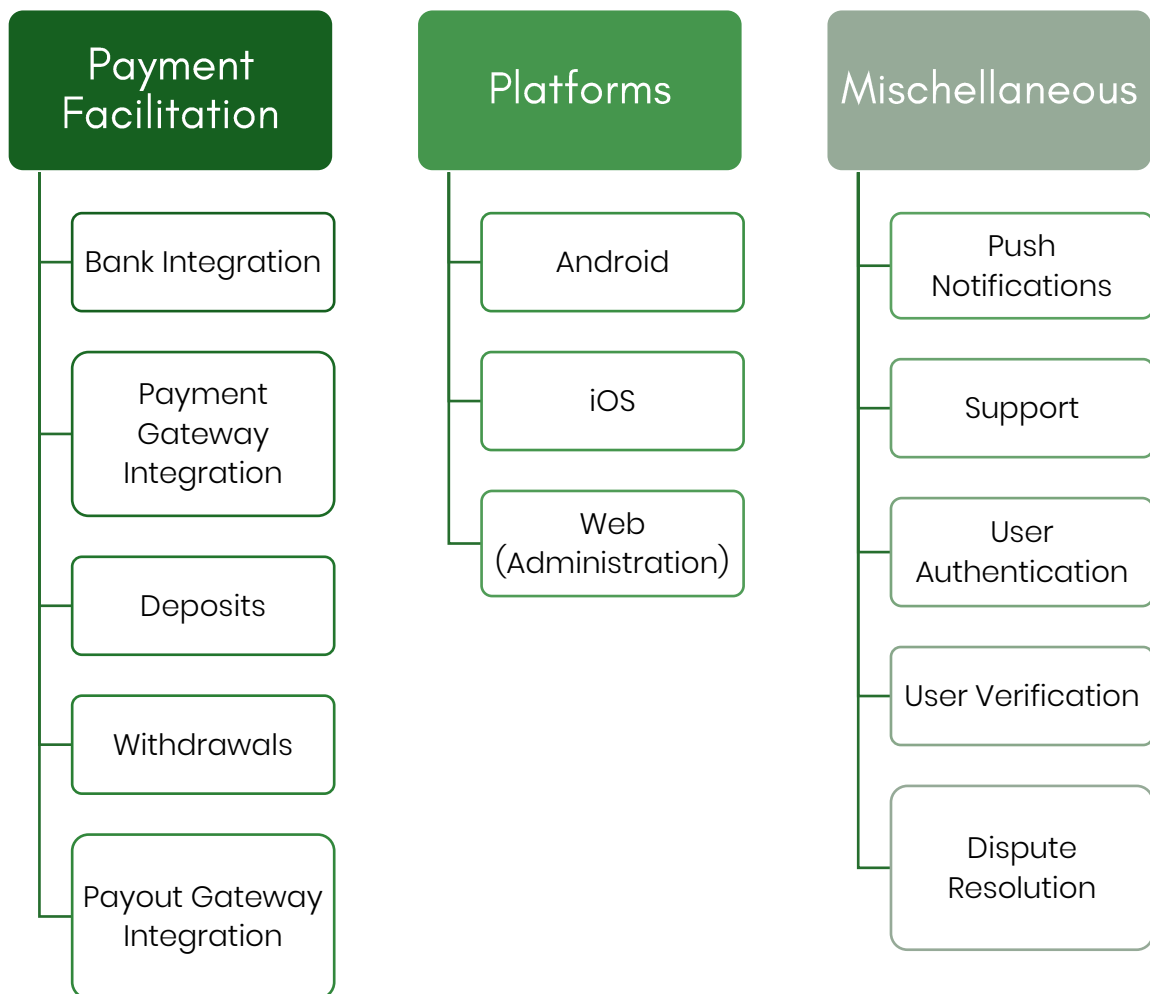 Payment
Facilitation
Bank Integration
Payment
Gateway
Integration
Deposits
Withdrawals
Payout Gateway
Integration
Platforms
Android
iOS
Web
(Administration)
Mischellaneous
Push
Notifications
Support
User
Authentication
User Verification
Dispute
Resolution